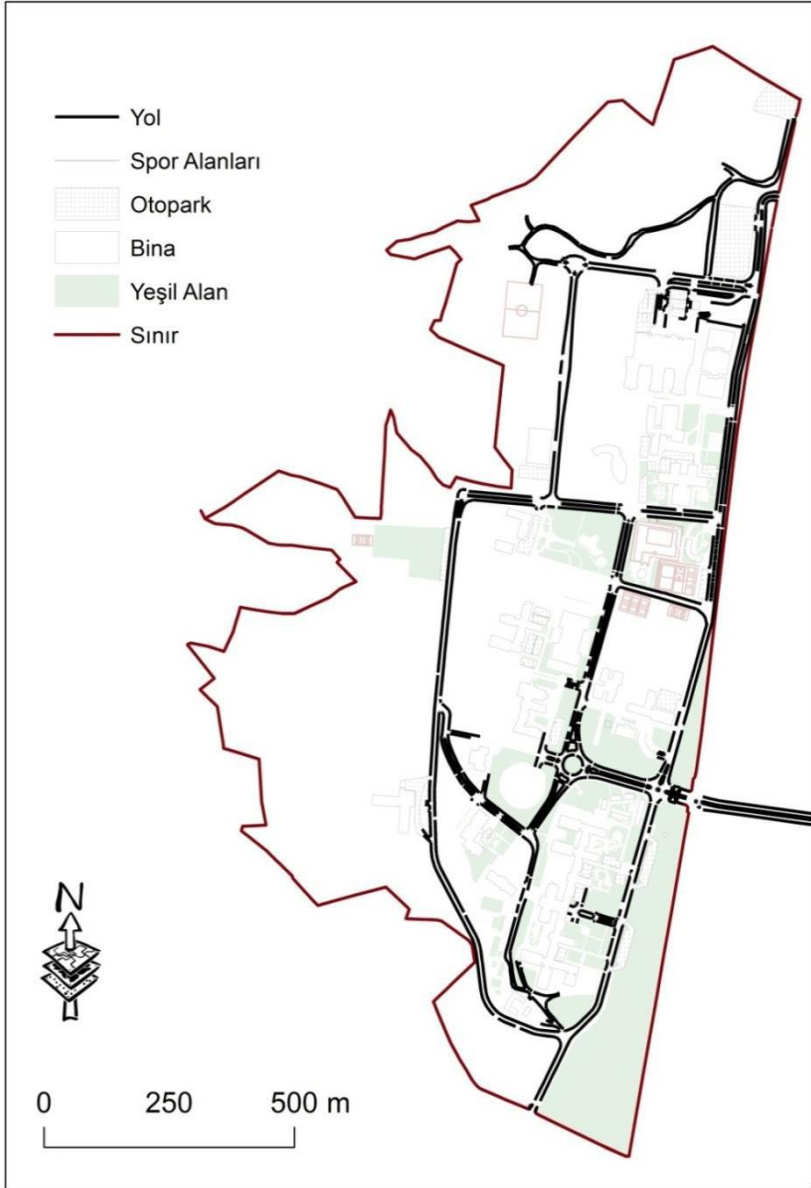 Yol
Spor Alanları
Otopark
Bina
Yeşil Alan
Sınır
N
0 250 500 m